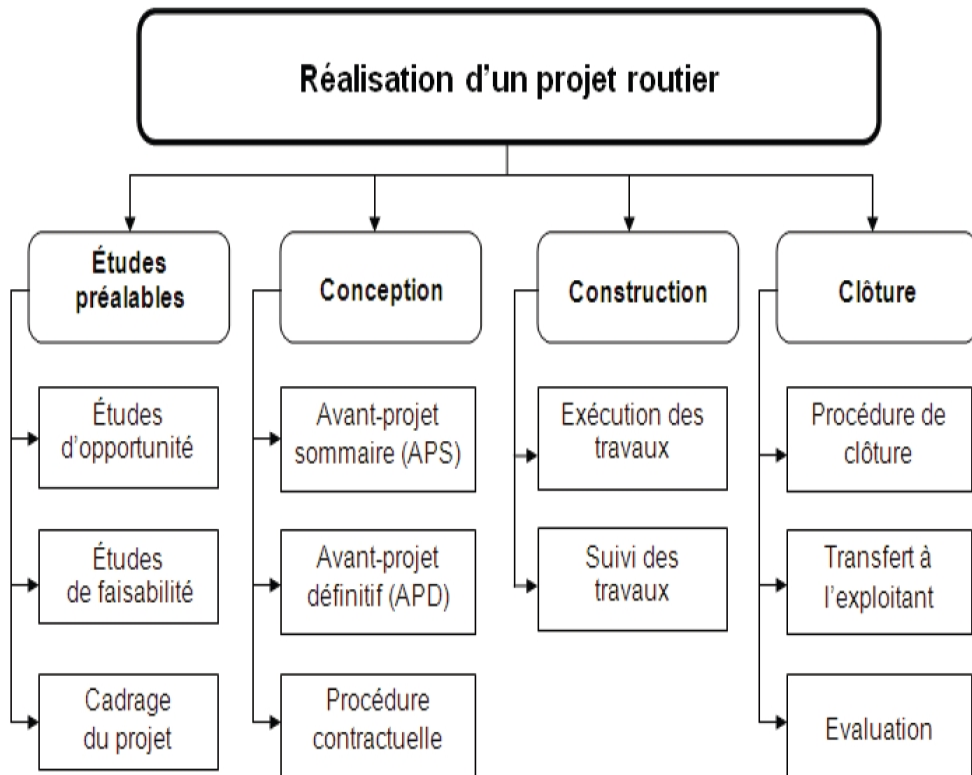 Réalisation d’un projet routier
Études
préalables
Conception
Construction
Clôture
Études
d’opportunité
Avant-projet
sommaire (APS)
Exécution des
travaux
Procédure de
clôture
Études
de faisabilité
Avant-projet
définitif (APD)
Suivi des
travaux
Transfert à
l’exploitant
Cadrage
du projet
Procédure
contractuelle
Evaluation